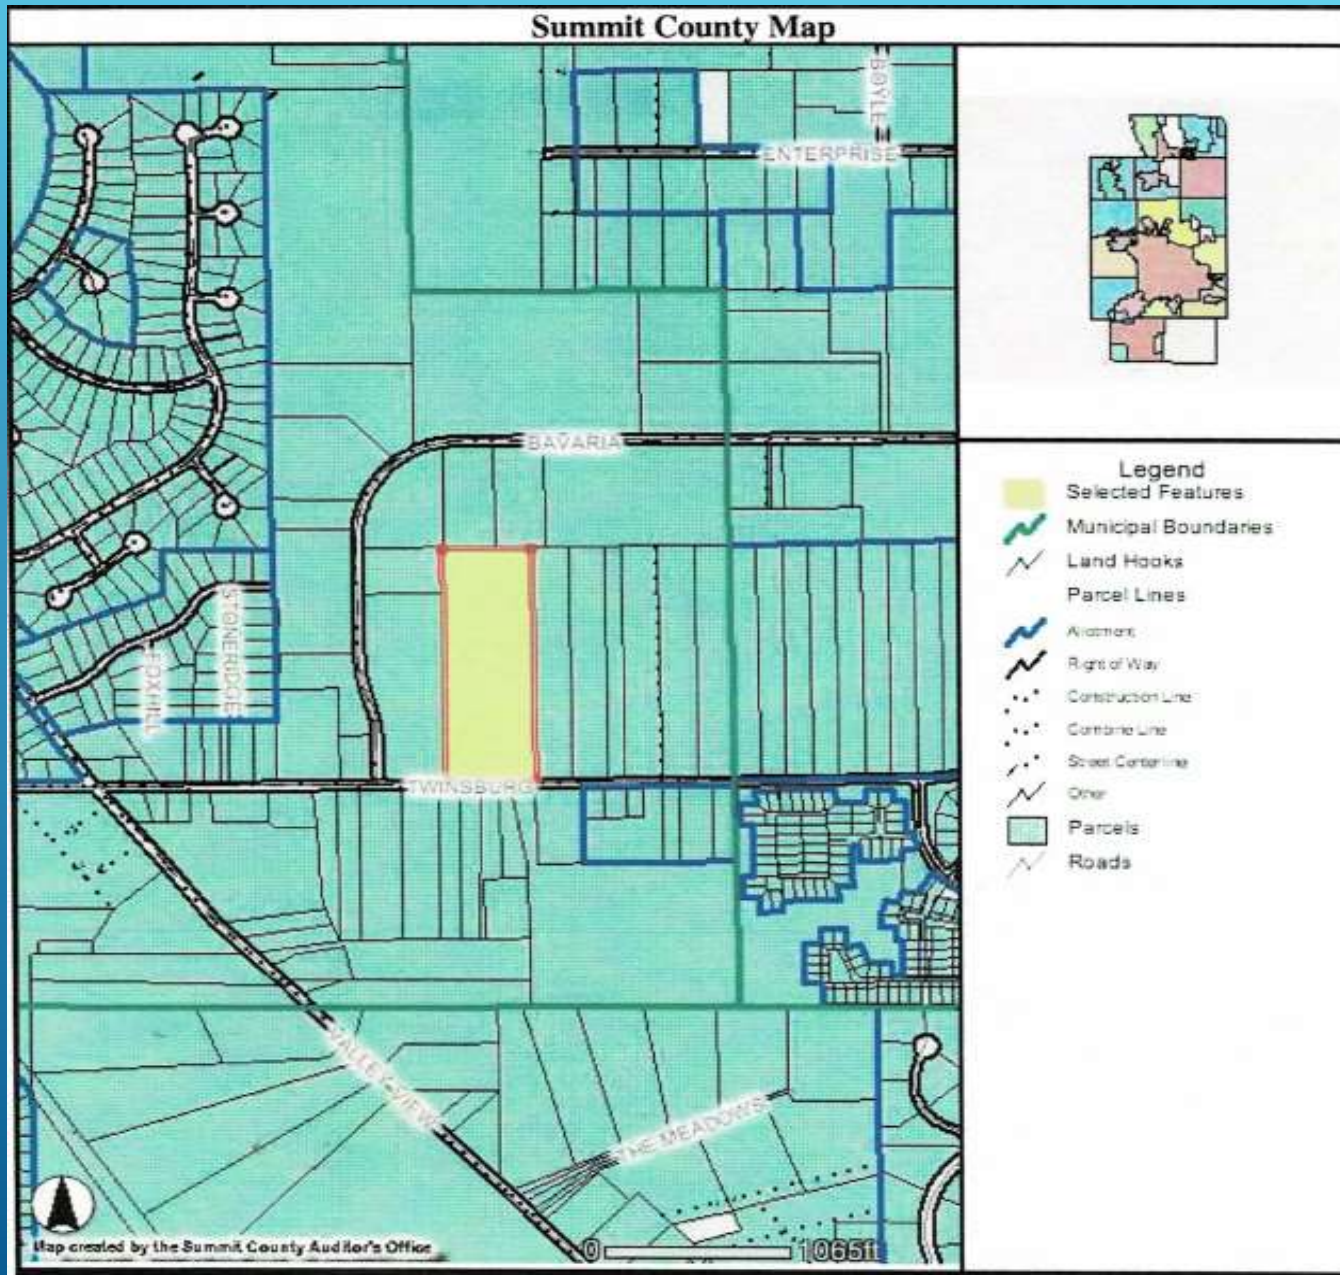 Summit County Map
BOYLE
ENTERPRISE
BAVARIA
STONERIDGE
FOXHILL
TWINSBURG
VALLEY VIEW
THE MEADOWS
Map created by the Summit County Auditor's Office
0 1065ft
Legend
Selected Features
Municipal Boundaries
Land Hooks
Parcel Lines
Allotment
Right of Way
Construction Line
Combine Line
Street Centerline
Other
Parcels
Roads